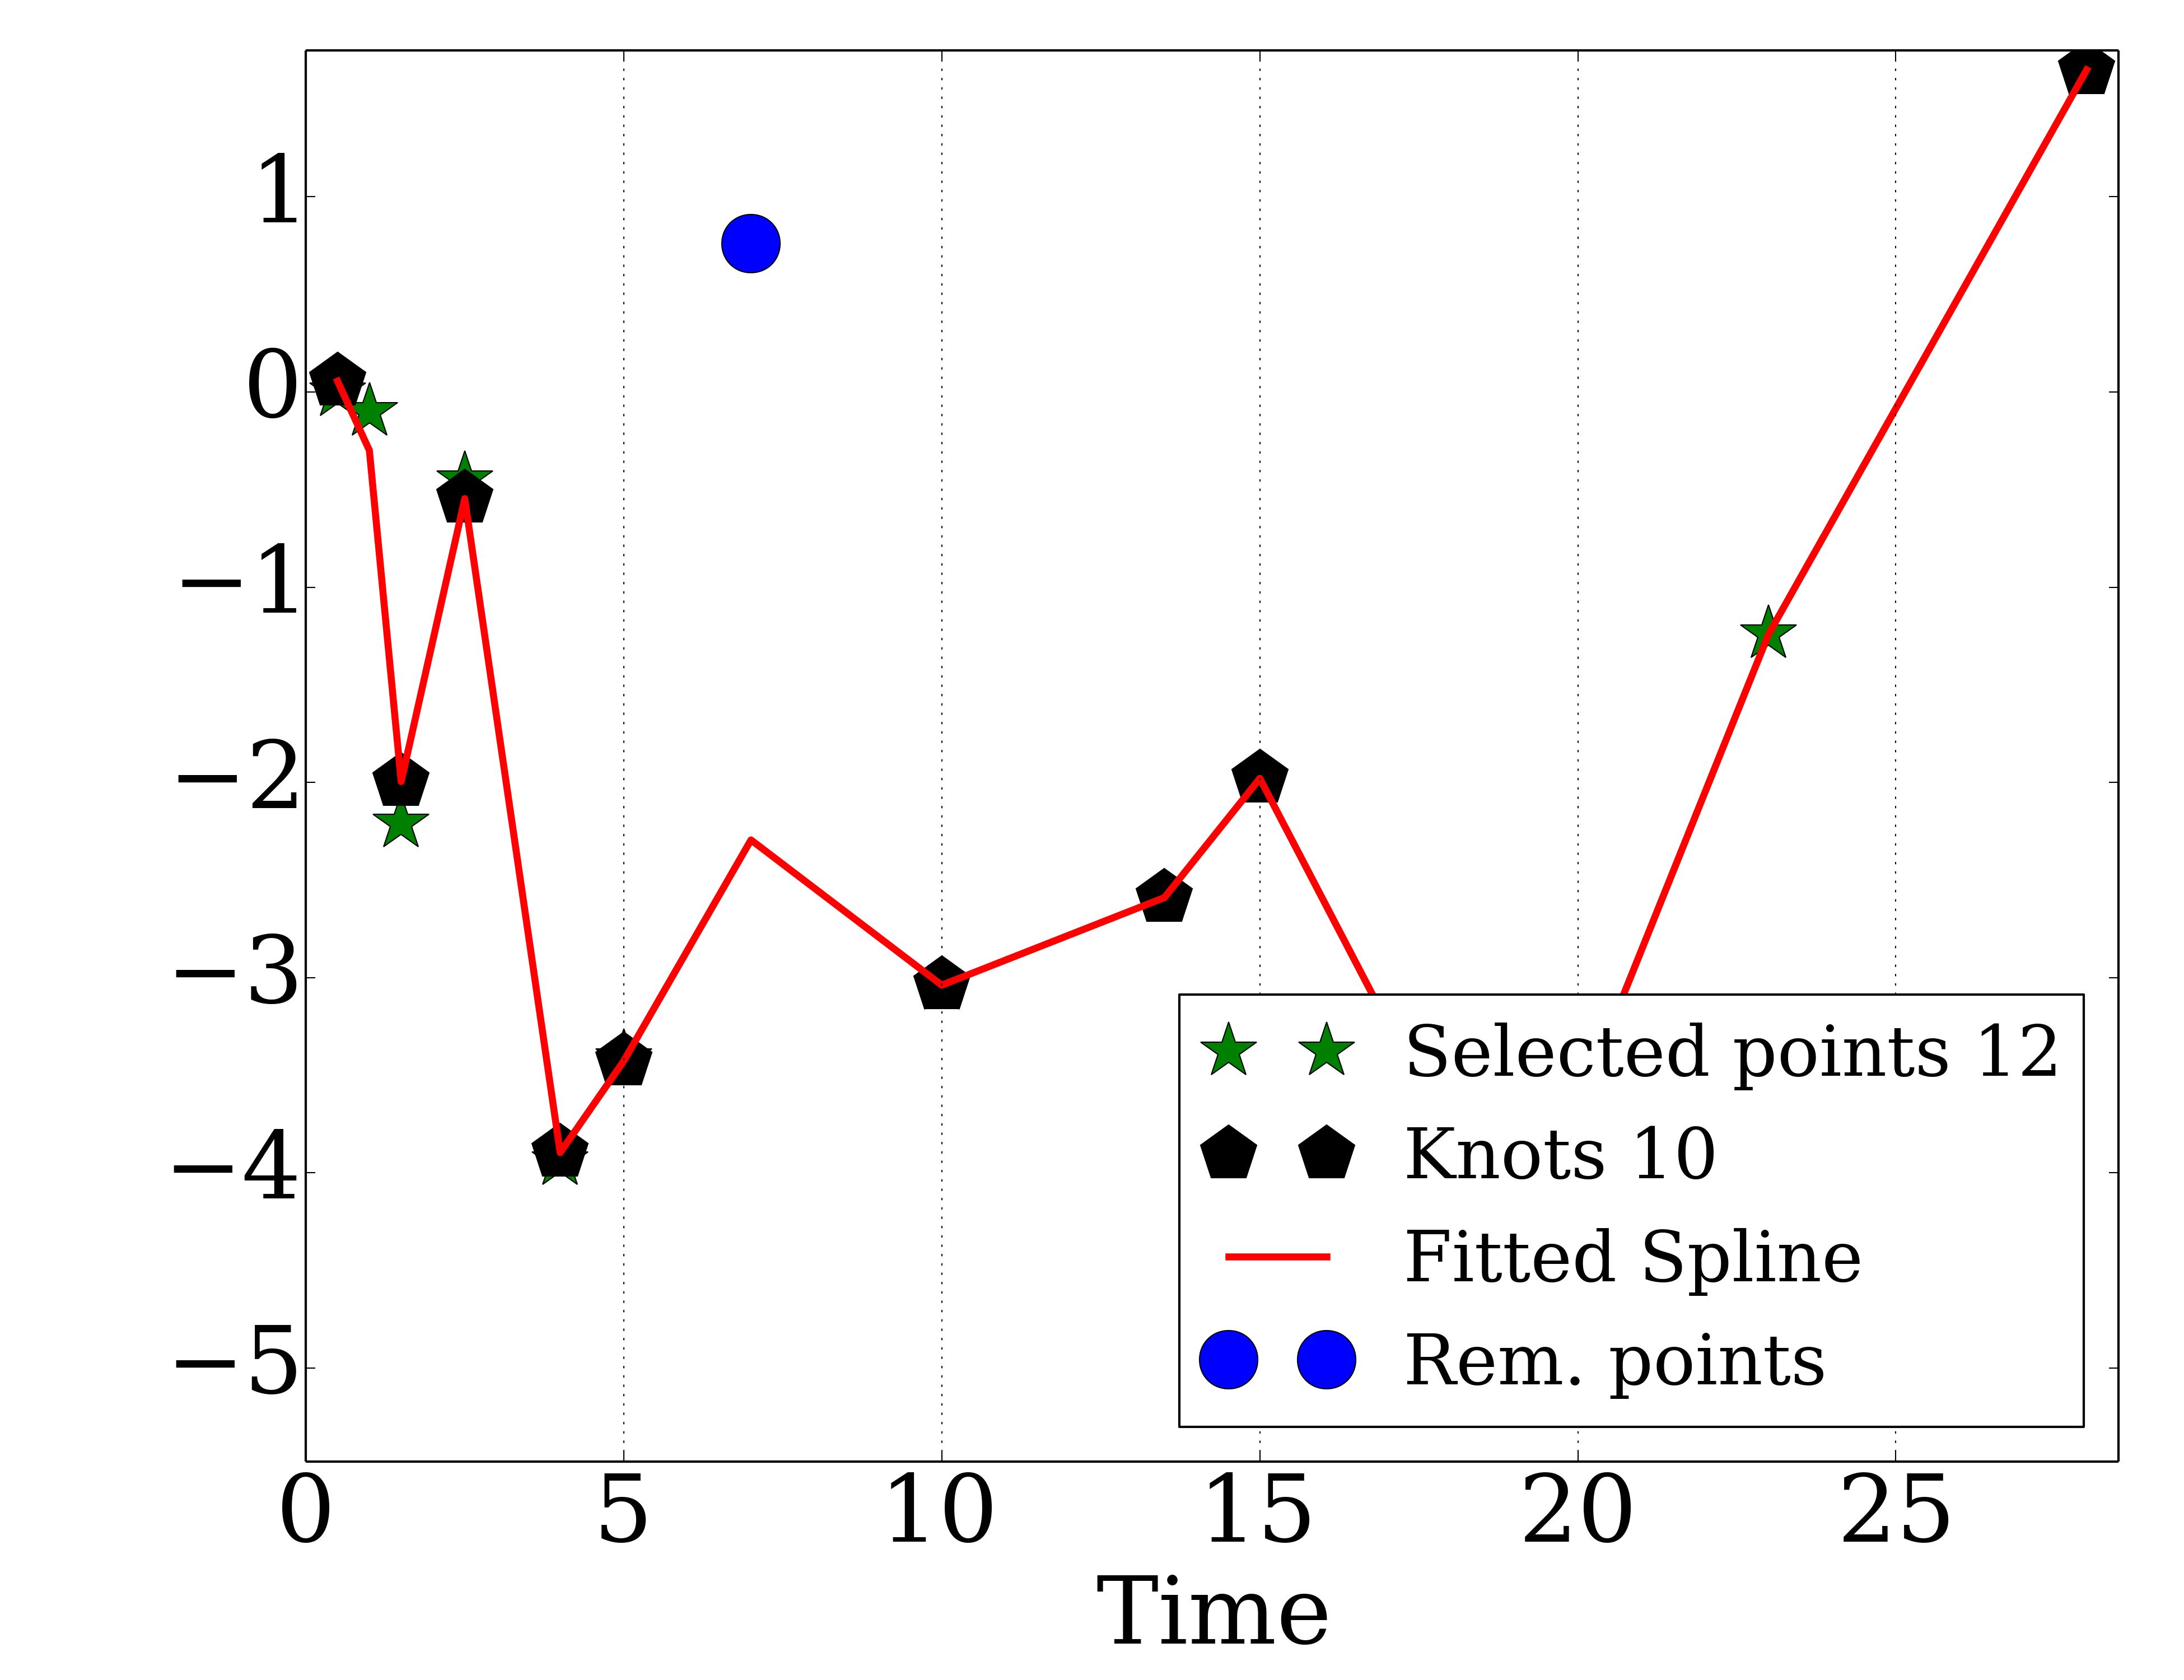 1
0
−1
−2
−3
−4
−5
Selected points 12
Knots 10
Fitted Spline
Rem. points
0 5 10 15 20 25
Time